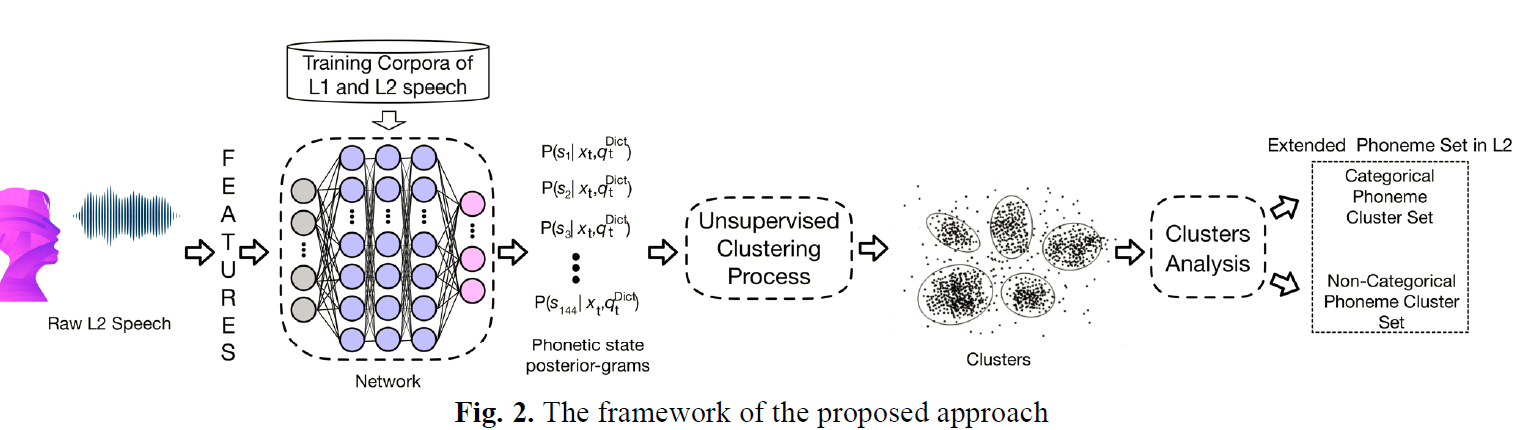 Training Corpora of
L1 and L2 speech
Raw L2 Speech
F
E
A
T
U
R
E
S
Network
P(s₁| xₜ,qₜᴰⁱᶜᵗ)
P(s₂| xₜ,qₜᴰⁱᶜᵗ)
P(s₃| xₜ,qₜᴰⁱᶜᵗ)
P(s₁₄₄| xₜ,qₜᴰⁱᶜᵗ)
Phonetic state
posterior-grams
Unsupervised
Clustering
Process
Clusters
Clusters
Analysis
Extended Phoneme Set in L2
Categorical
Phoneme
Cluster Set
Non-Categorical
Phoneme Cluster
Set
Fig. 2. The framework of the proposed approach